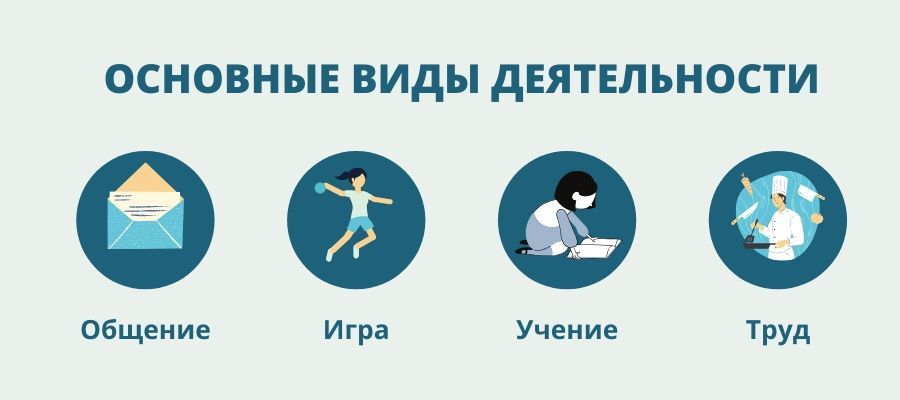 ОСНОВНЫЕ ВИДЫ ДЕЯТЕЛЬНОСТИ
Общение
Игра
Учение
Труд